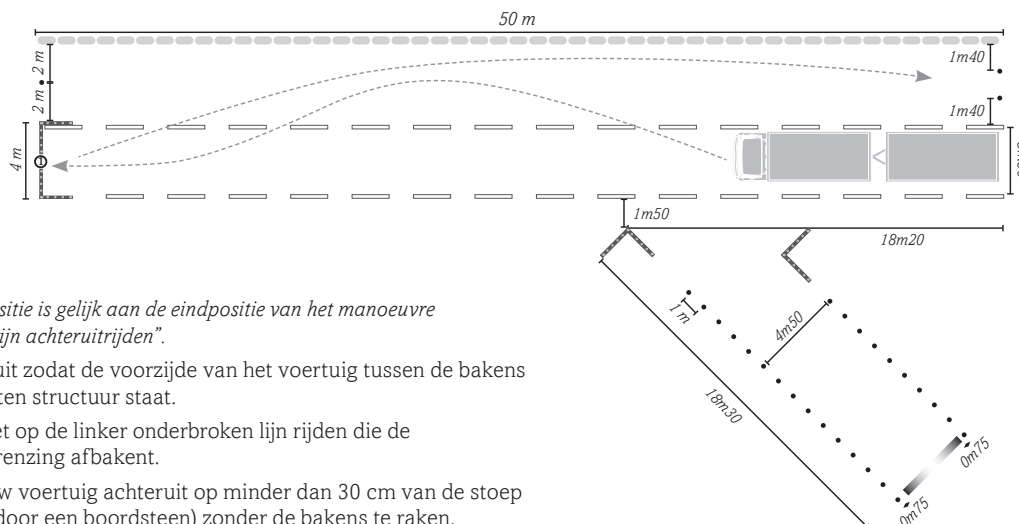 50 m
2 m
2 m
1m40
1m40
4 m
1
1m50
18m20
sitie is gelijk aan de eindpositie van het manoeuvre
ijn achteruitrijden”.
uit zodat de voorzijde van het voertuig tussen de bakens
ten structuur staat.
et op de linker onderbroken lijn rijden die de
renzing afbakent.
w voertuig achteruit op minder dan 30 cm van de stoep
door een boordsteen) zonder de bakens te raken.
1 m
4m50
18m30
0m75
0m75